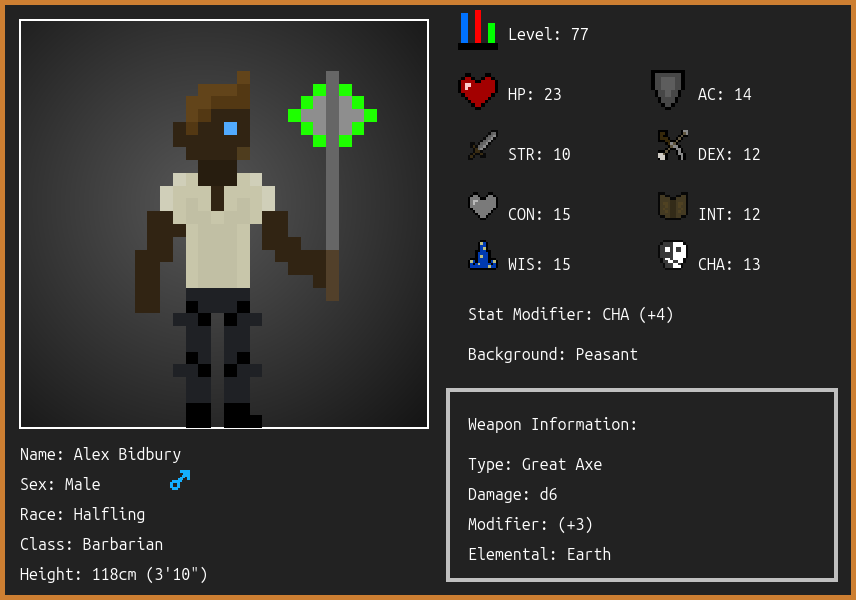 Level: 77
HP: 23
AC: 14
STR: 10
DEX: 12
CON: 15
INT: 12
WIS: 15
CHA: 13
Stat Modifier: CHA (+4)
Background: Peasant
Weapon Information:
Type: Great Axe
Damage: d6
Modifier: (+3)
Elemental: Earth
Name: Alex Bidbury
Sex: Male
Race: Halfling
Class: Barbarian
Height: 118cm (3'10")